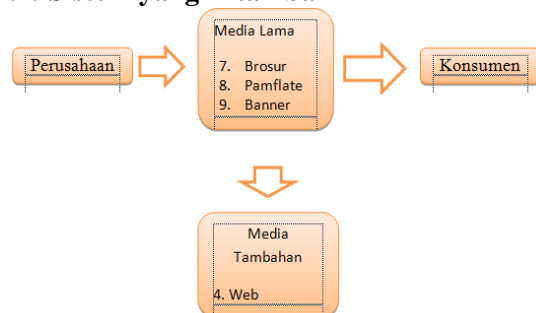 Perusahaan
Media Lama
7. Brosur
8. Pamflate
9. Banner
Konsumen
Media
Tambahan
4. Web